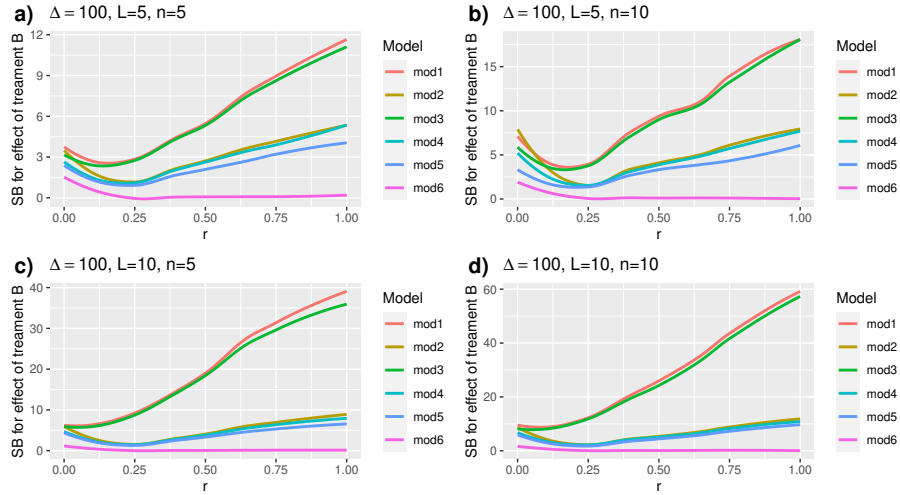 a) Δ = 100, L=5, n=5
SB for effect of treament B
12
9
6
3
0
0.00 0.25 0.50 0.75 1.00
r
Model
mod1
mod2
mod3
mod4
mod5
mod6
b) Δ = 100, L=5, n=10
SB for effect of treament B
15
10
5
0
0.00 0.25 0.50 0.75 1.00
r
Model
mod1
mod2
mod3
mod4
mod5
mod6
c) Δ = 100, L=10, n=5
SB for effect of treament B
40
30
20
10
0
0.00 0.25 0.50 0.75 1.00
r
Model
mod1
mod2
mod3
mod4
mod5
mod6
d) Δ = 100, L=10, n=10
SB for effect of treament B
60
40
20
0
0.00 0.25 0.50 0.75 1.00
r
Model
mod1
mod2
mod3
mod4
mod5
mod6